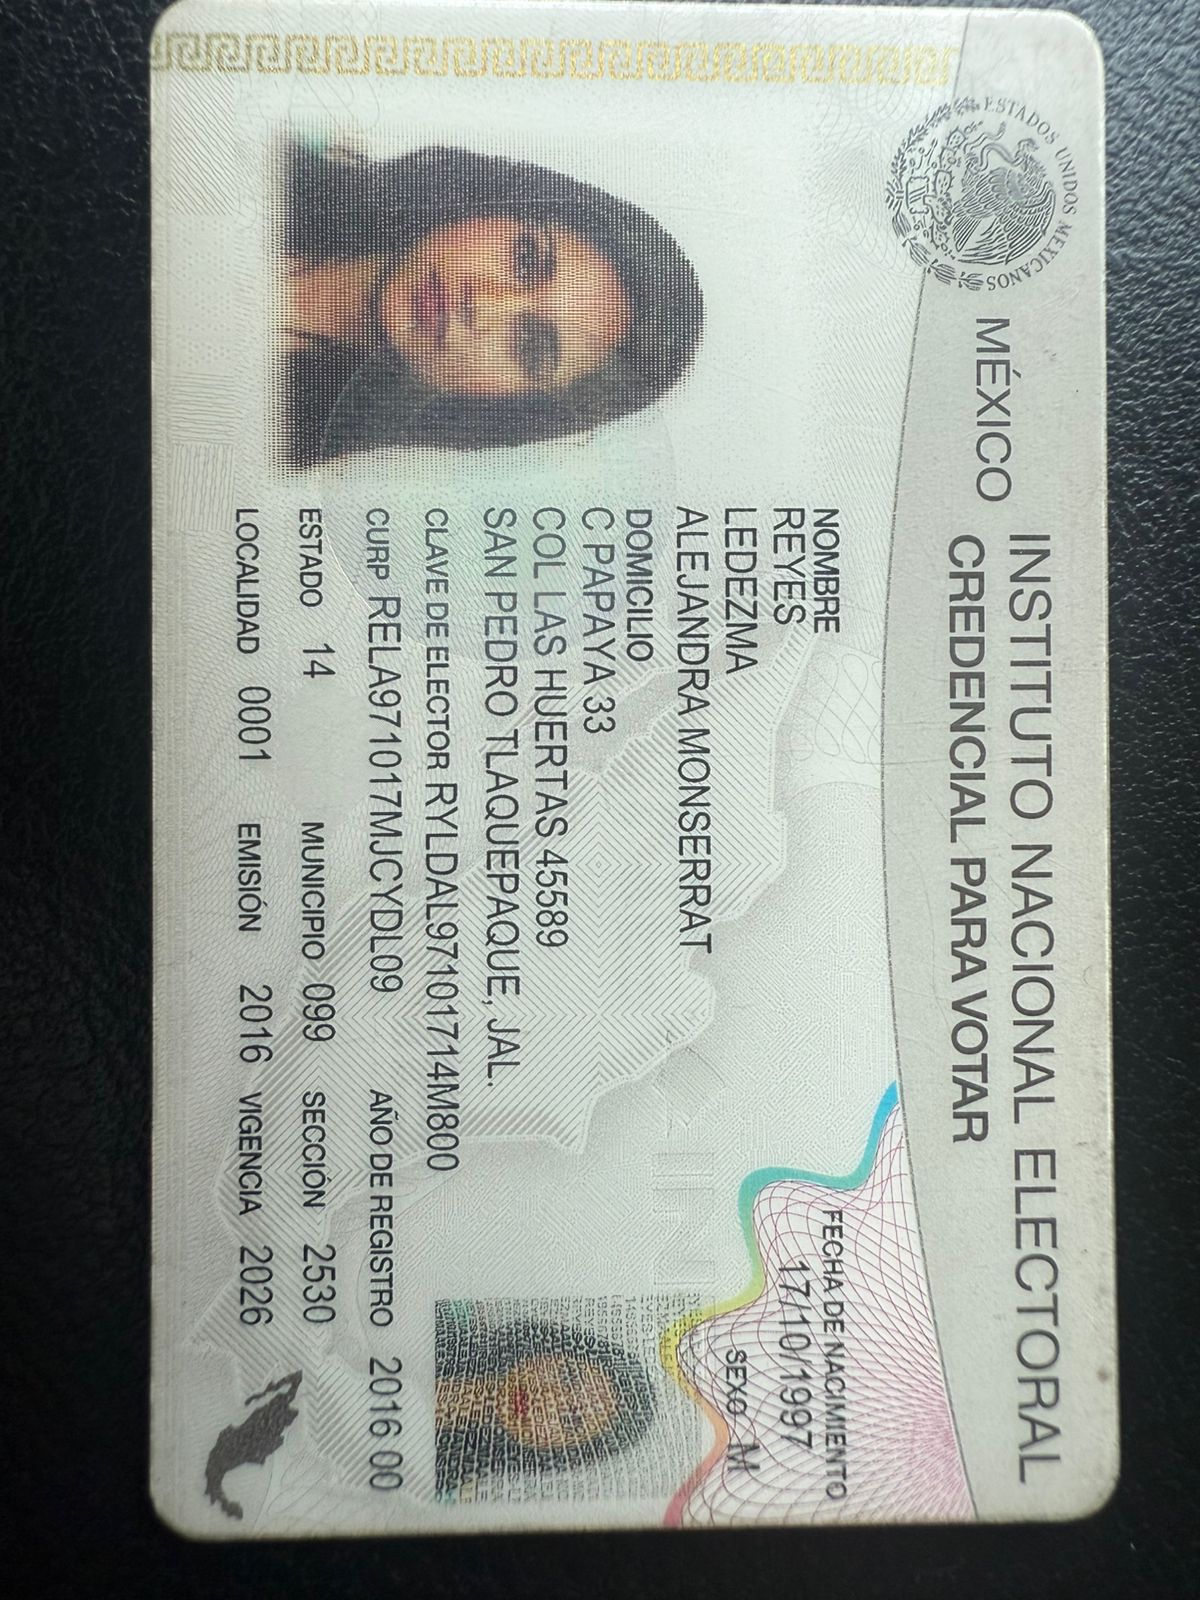 ESTADOS UNIDOS MEXICANOS
MÉXICO
INSTITUTO NACIONAL ELECTORAL
CREDENCIAL PARA VOTAR
NOMBRE
REYES
LEDEZMA
ALEJANDRA MONSERRAT
FECHA DE NACIMIENTO
17/10/1997
SEXO M
DOMICILIO
C PAPAYA 33
COL LAS HUERTAS 45589
SAN PEDRO TLAQUEPAQUE, JAL.
CLAVE DE ELECTOR RYLDAL97101714M800
CURP RELA971017MJCYDL09 AÑO DE REGISTRO 2016 00
ESTADO 14 MUNICIPIO 099 SECCIÓN 2530
LOCALIDAD 0001 EMISIÓN 2016 VIGENCIA 2026